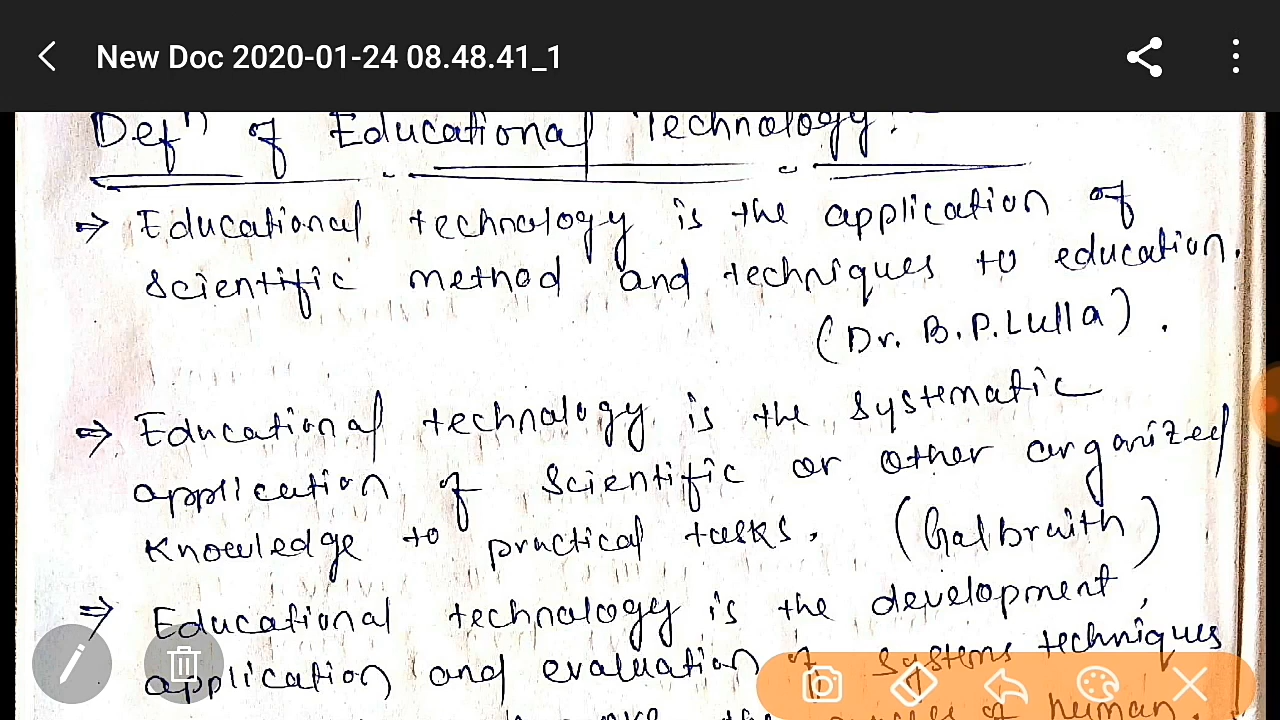 New Doc 2020-01-24 08.48.41_1
Defⁿ of Educational Technology.
⇒ Educational technology is the application of
scientific method and techniques to education.
(Dr. B.P. Lulla).
⇒ Educational technology is the systematic
application of scientific or other organized
knowledge to practical tasks. (Galbraith)
⇒ Educational technology is the development,
application and evaluation of systems techniques
of human.